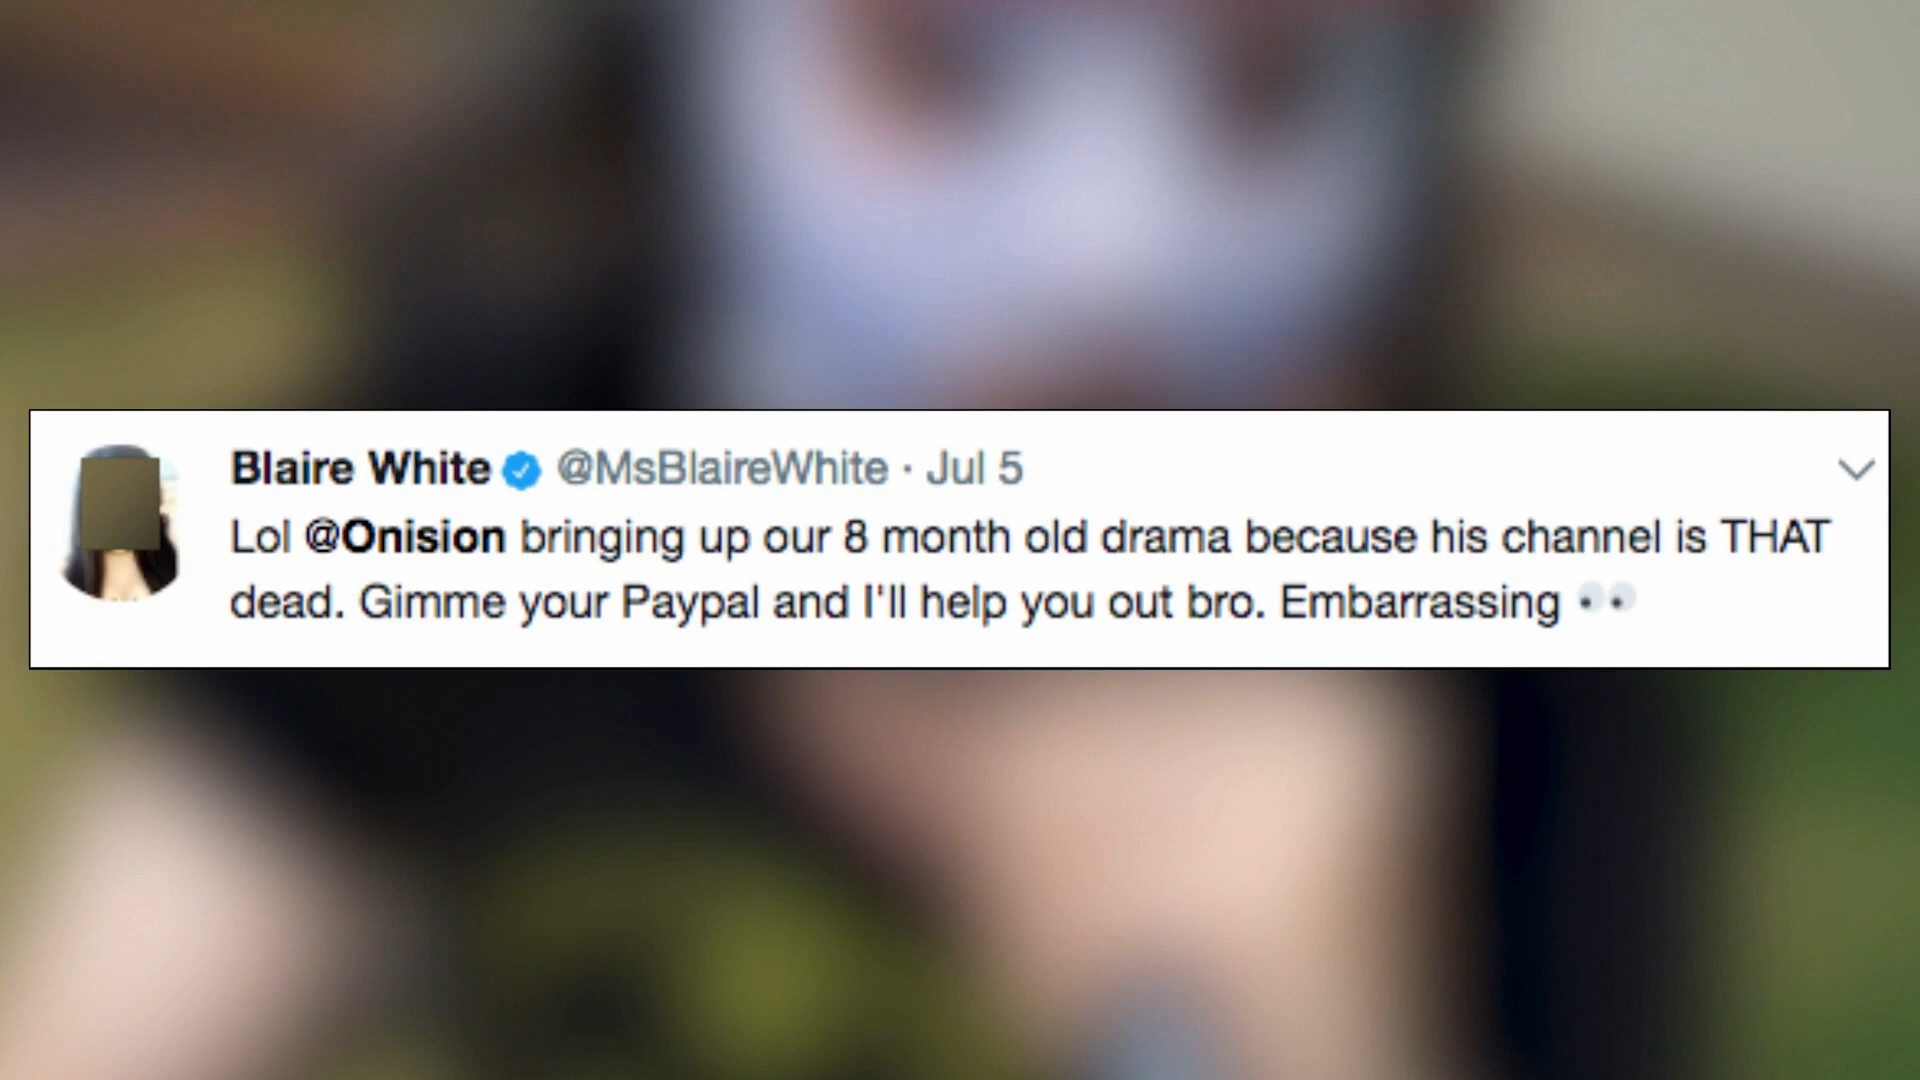 Blaire White @MsBlaireWhite · Jul 5
Lol @Onision bringing up our 8 month old drama because his channel is THAT
dead. Gimme your Paypal and I'll help you out bro. Embarrassing 👀